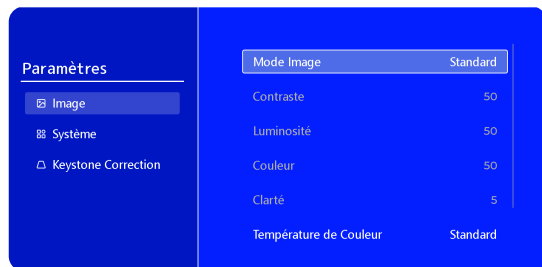 Paramètres
Image
Système
Keystone Correction
Mode Image Standard
Contraste 50
Luminosité 50
Couleur 50
Clarté 5
Température de Couleur Standard